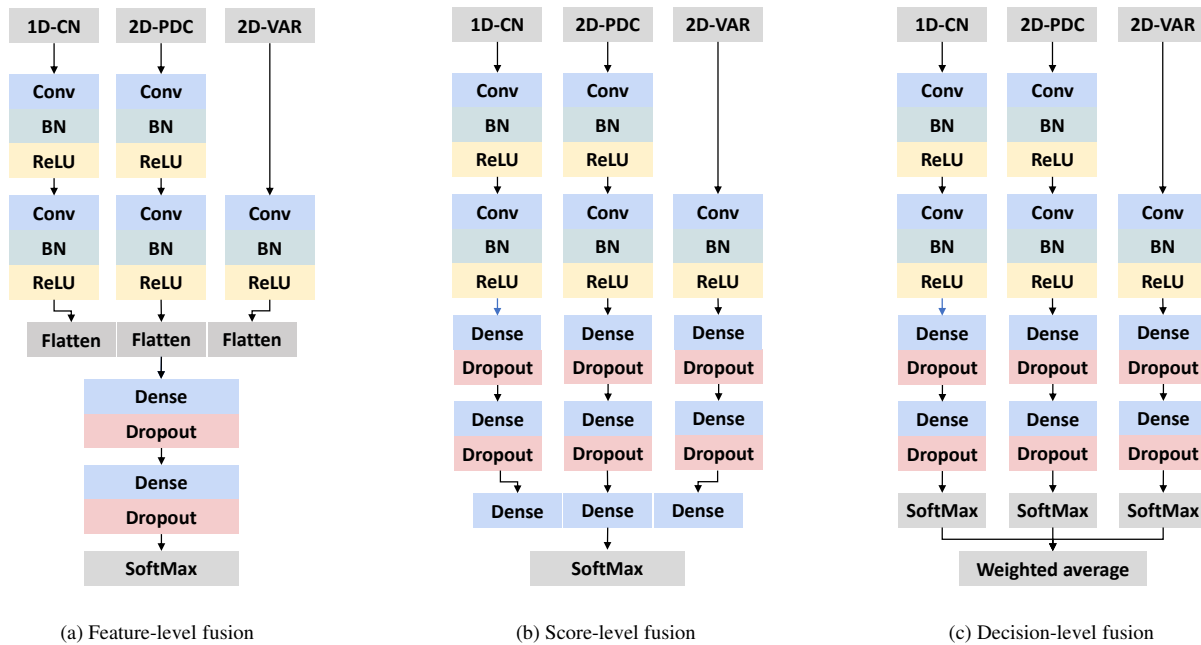 1D-CN
2D-PDC
2D-VAR
Conv
BN
ReLU
Conv
BN
ReLU
Conv
BN
ReLU
Conv
BN
ReLU
Conv
BN
ReLU
Flatten
Flatten
Flatten
Dense
Dropout
Dense
Dropout
SoftMax
(a) Feature-level fusion
1D-CN
2D-PDC
2D-VAR
Conv
BN
ReLU
Conv
BN
ReLU
Conv
BN
ReLU
Conv
BN
ReLU
Conv
BN
ReLU
Dense
Dropout
Dense
Dropout
Dense
Dropout
Dense
Dropout
Dense
Dropout
Dense
Dropout
Dense
Dense
Dense
SoftMax
(b) Score-level fusion
1D-CN
2D-PDC
2D-VAR
Conv
BN
ReLU
Conv
BN
ReLU
Conv
BN
ReLU
Conv
BN
ReLU
Conv
BN
ReLU
Dense
Dropout
Dense
Dropout
Dense
Dropout
Dense
Dropout
Dense
Dropout
Dense
Dropout
SoftMax
SoftMax
SoftMax
Weighted average
(c) Decision-level fusion